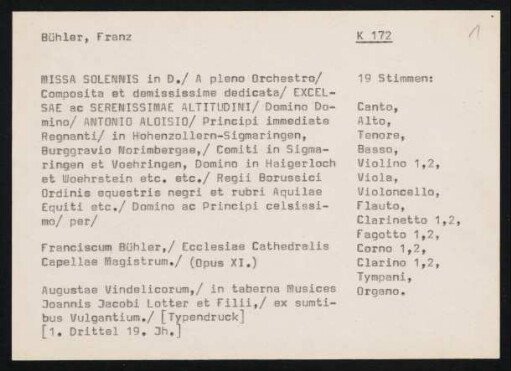 Bühler, Franz
K 172
1
MISSA SOLENNIS in D./ A pleno Orchestro/
Composita et demississime dedicata/ EXCEL-
SAE ac SERENISSIMAE ALTITUDINI/ Domino Do-
mino/ ANTONIO ALOISIO/ Principi immediate
Regnanti/ in Hohenzollern-Sigmaringen,
Burggravio Norimbergae,/ Comiti in Sigma-
ringen et Voehringen, Domino in Haigerloch
et Woehrstein etc. etc./ Regii Borussici
Ordinis equestris negri et rubri Aquilae
Equiti etc./ Domino ac Principi celsissi-
mo/ per/
Franciscum Bühler,/ Ecclesiae Cathedralis
Capellae Magistrum./ (Opus XI.)
Augustae Vindelicorum,/ in taberna Musices
Joannis Jacobi Lotter et Filii,/ ex sumti-
bus Vulgantium./ [Typendruck]
[1. Drittel 19. Jh.]
19 Stimmen:
Canto,
Alto,
Tenore,
Basso,
Violino 1,2,
Viola,
Violoncello,
Flauto,
Clarinetto 1,2,
Fagotto 1,2,
Corno 1,2,
Clarino 1,2,
Tympani,
Organo.